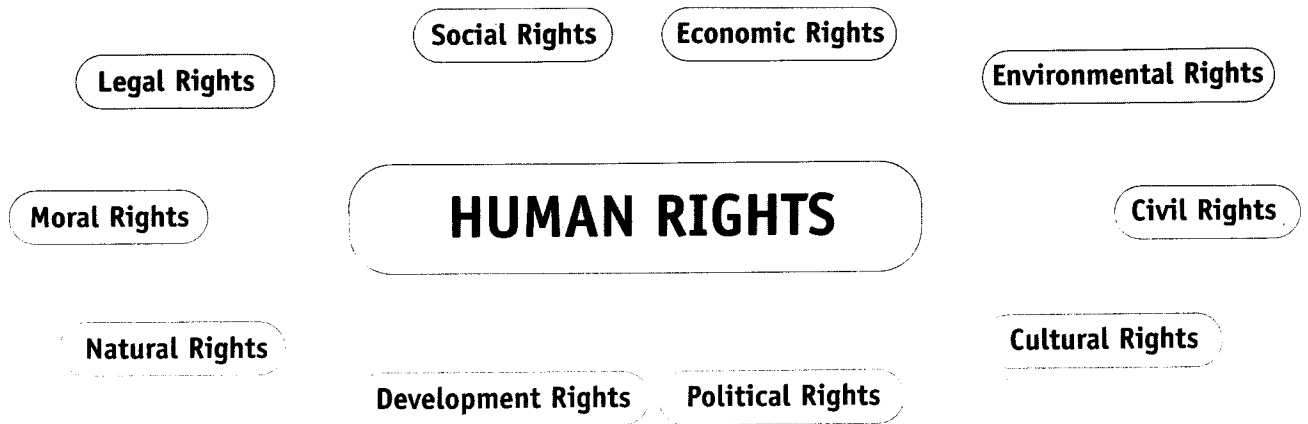 Social Rights
Economic Rights
Legal Rights
Environmental Rights
Moral Rights
HUMAN RIGHTS
Civil Rights
Natural Rights
Cultural Rights
Development Rights
Political Rights